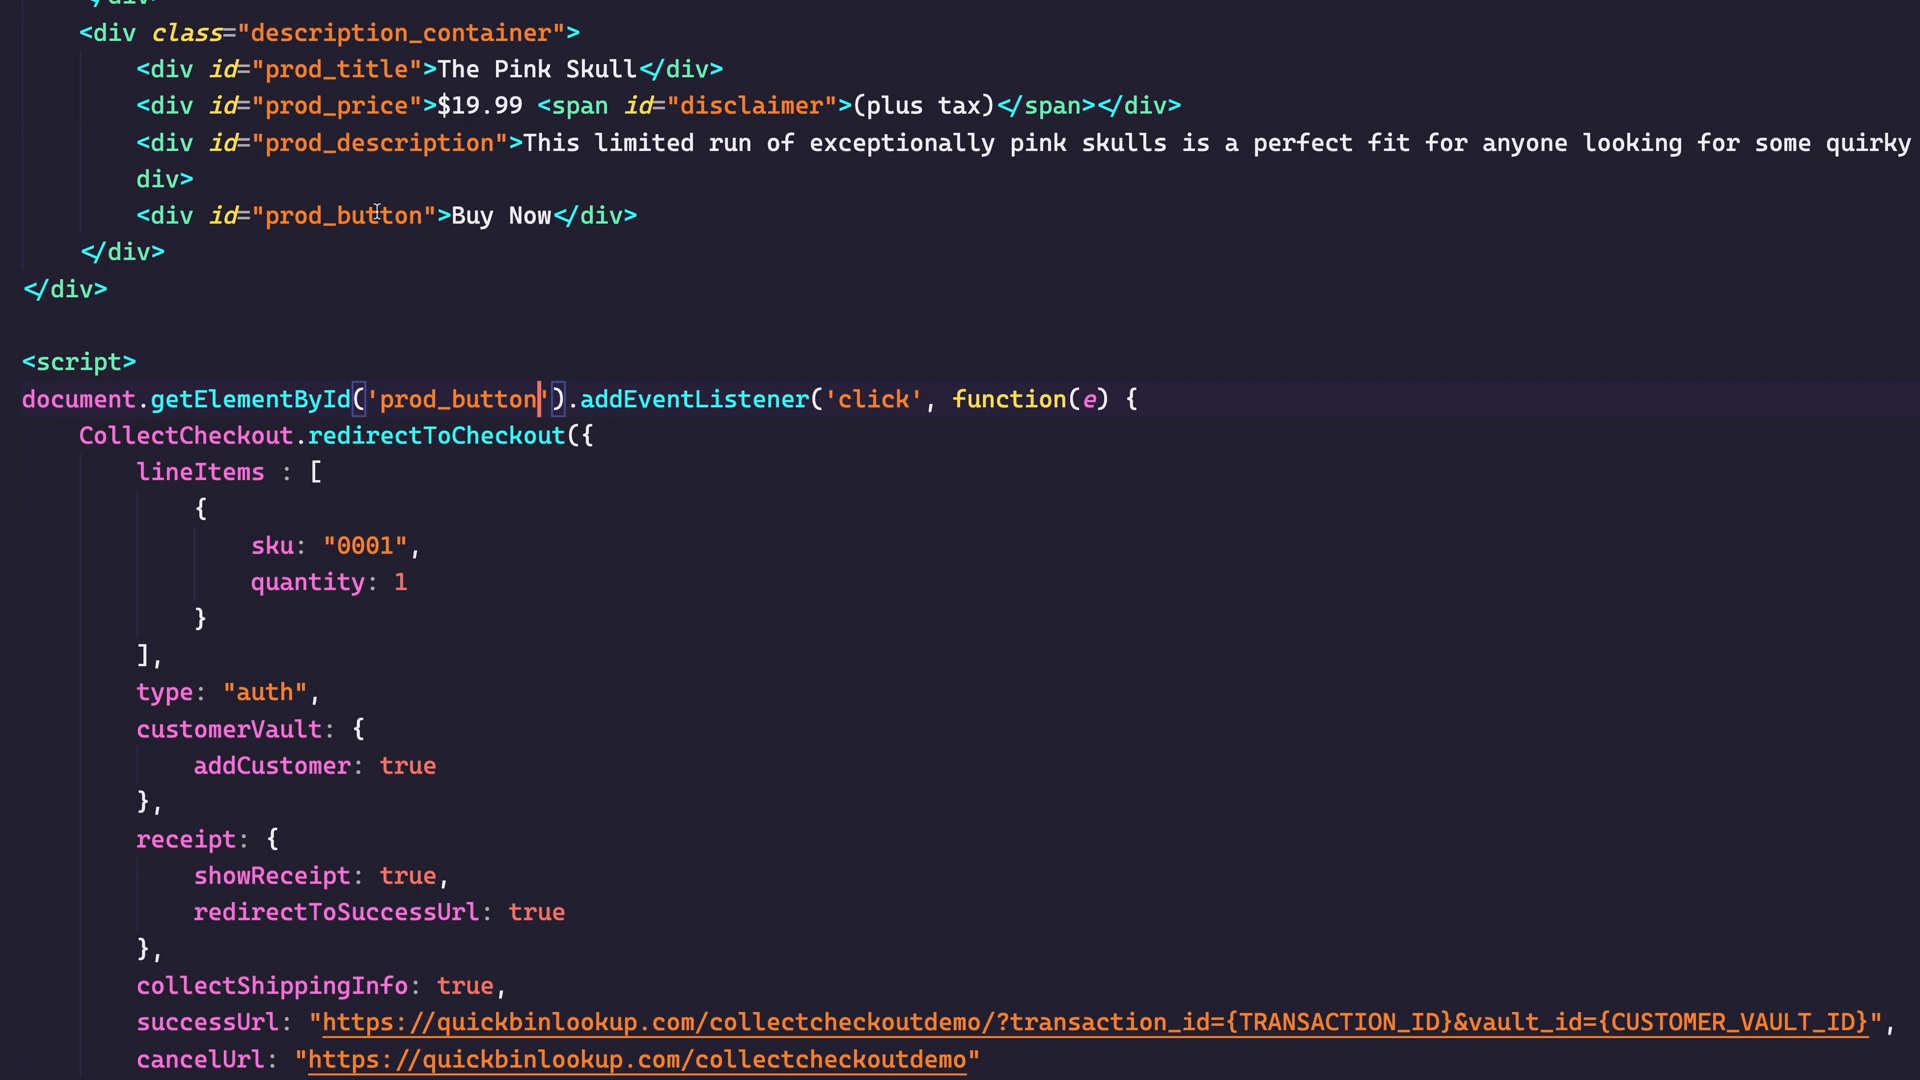 </div>
<div class="description_container">
<div id="prod_title">The Pink Skull</div>
<div id="prod_price">$19.99 <span id="disclaimer">(plus tax)</span></div>
<div id="prod_description">This limited run of exceptionally pink skulls is a perfect fit for anyone looking for some quirky
div>
<div id="prod_button">Buy Now</div>
</div>
</div>
<script>
document.getElementById('prod_button').addEventListener('click', function(e) {
CollectCheckout.redirectToCheckout({
lineItems : [
{
sku: "0001",
quantity: 1
}
],
type: "auth",
customerVault: {
addCustomer: true
},
receipt: {
showReceipt: true,
redirectToSuccessUrl: true
},
collectShippingInfo: true,
successUrl: "https://quickbinlookup.com/collectcheckoutdemo/?transaction_id={TRANSACTION_ID}&vault_id={CUSTOMER_VAULT_ID}",
cancelUrl: "https://quickbinlookup.com/collectcheckoutdemo"